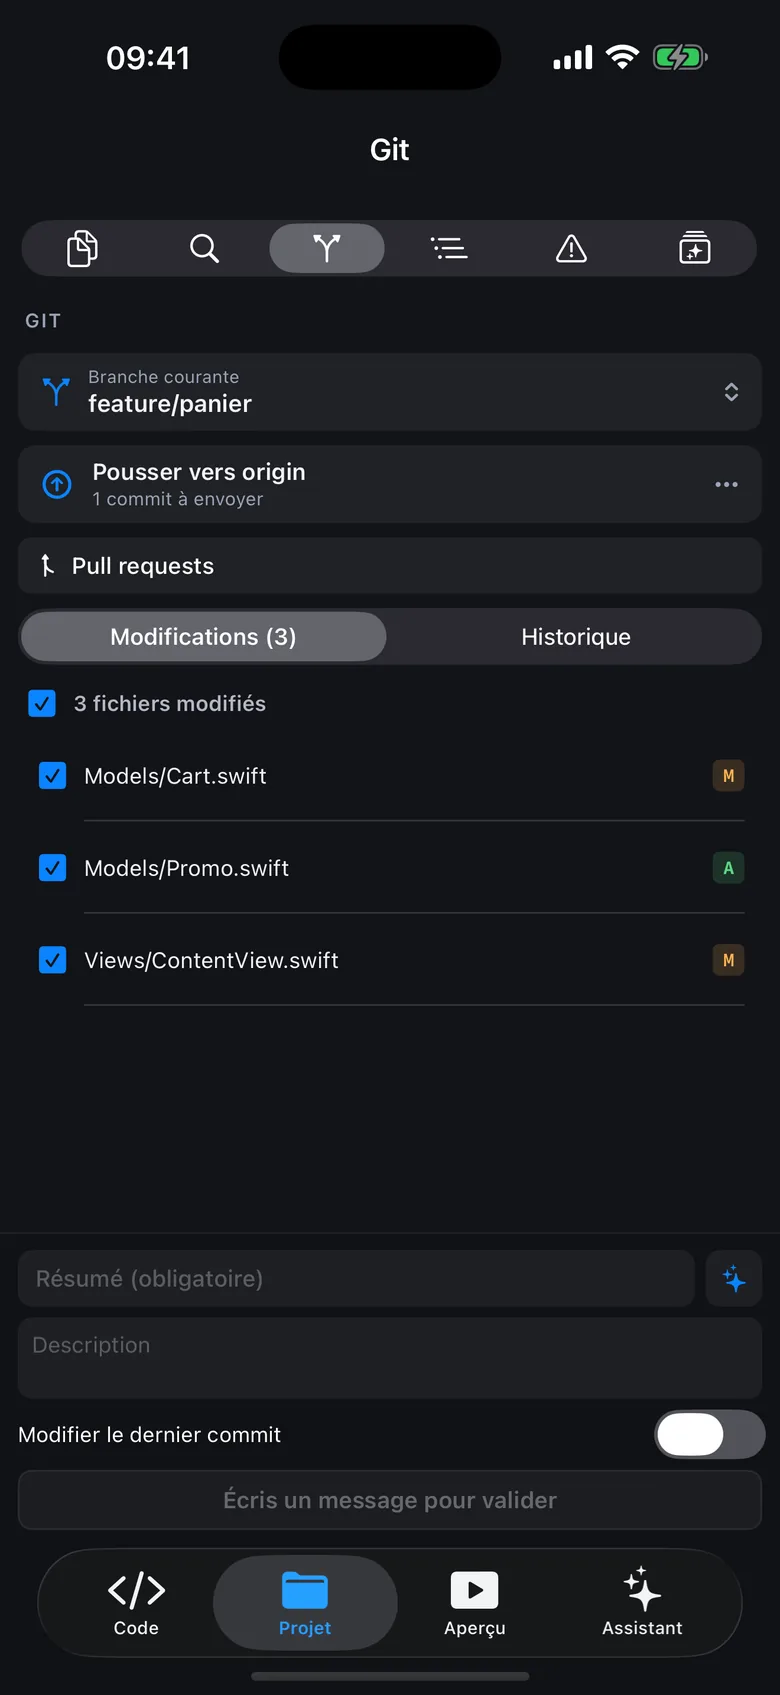 09:41
Git
GIT
Branche courante
feature/panier
Pousser vers origin
1 commit à envoyer
Pull requests
Modifications (3)
Historique
3 fichiers modifiés
Models/Cart.swift
M
Models/Promo.swift
A
Views/ContentView.swift
M
Résumé (obligatoire)
Description
Modifier le dernier commit
Écris un message pour valider
Code
Projet
Aperçu
Assistant